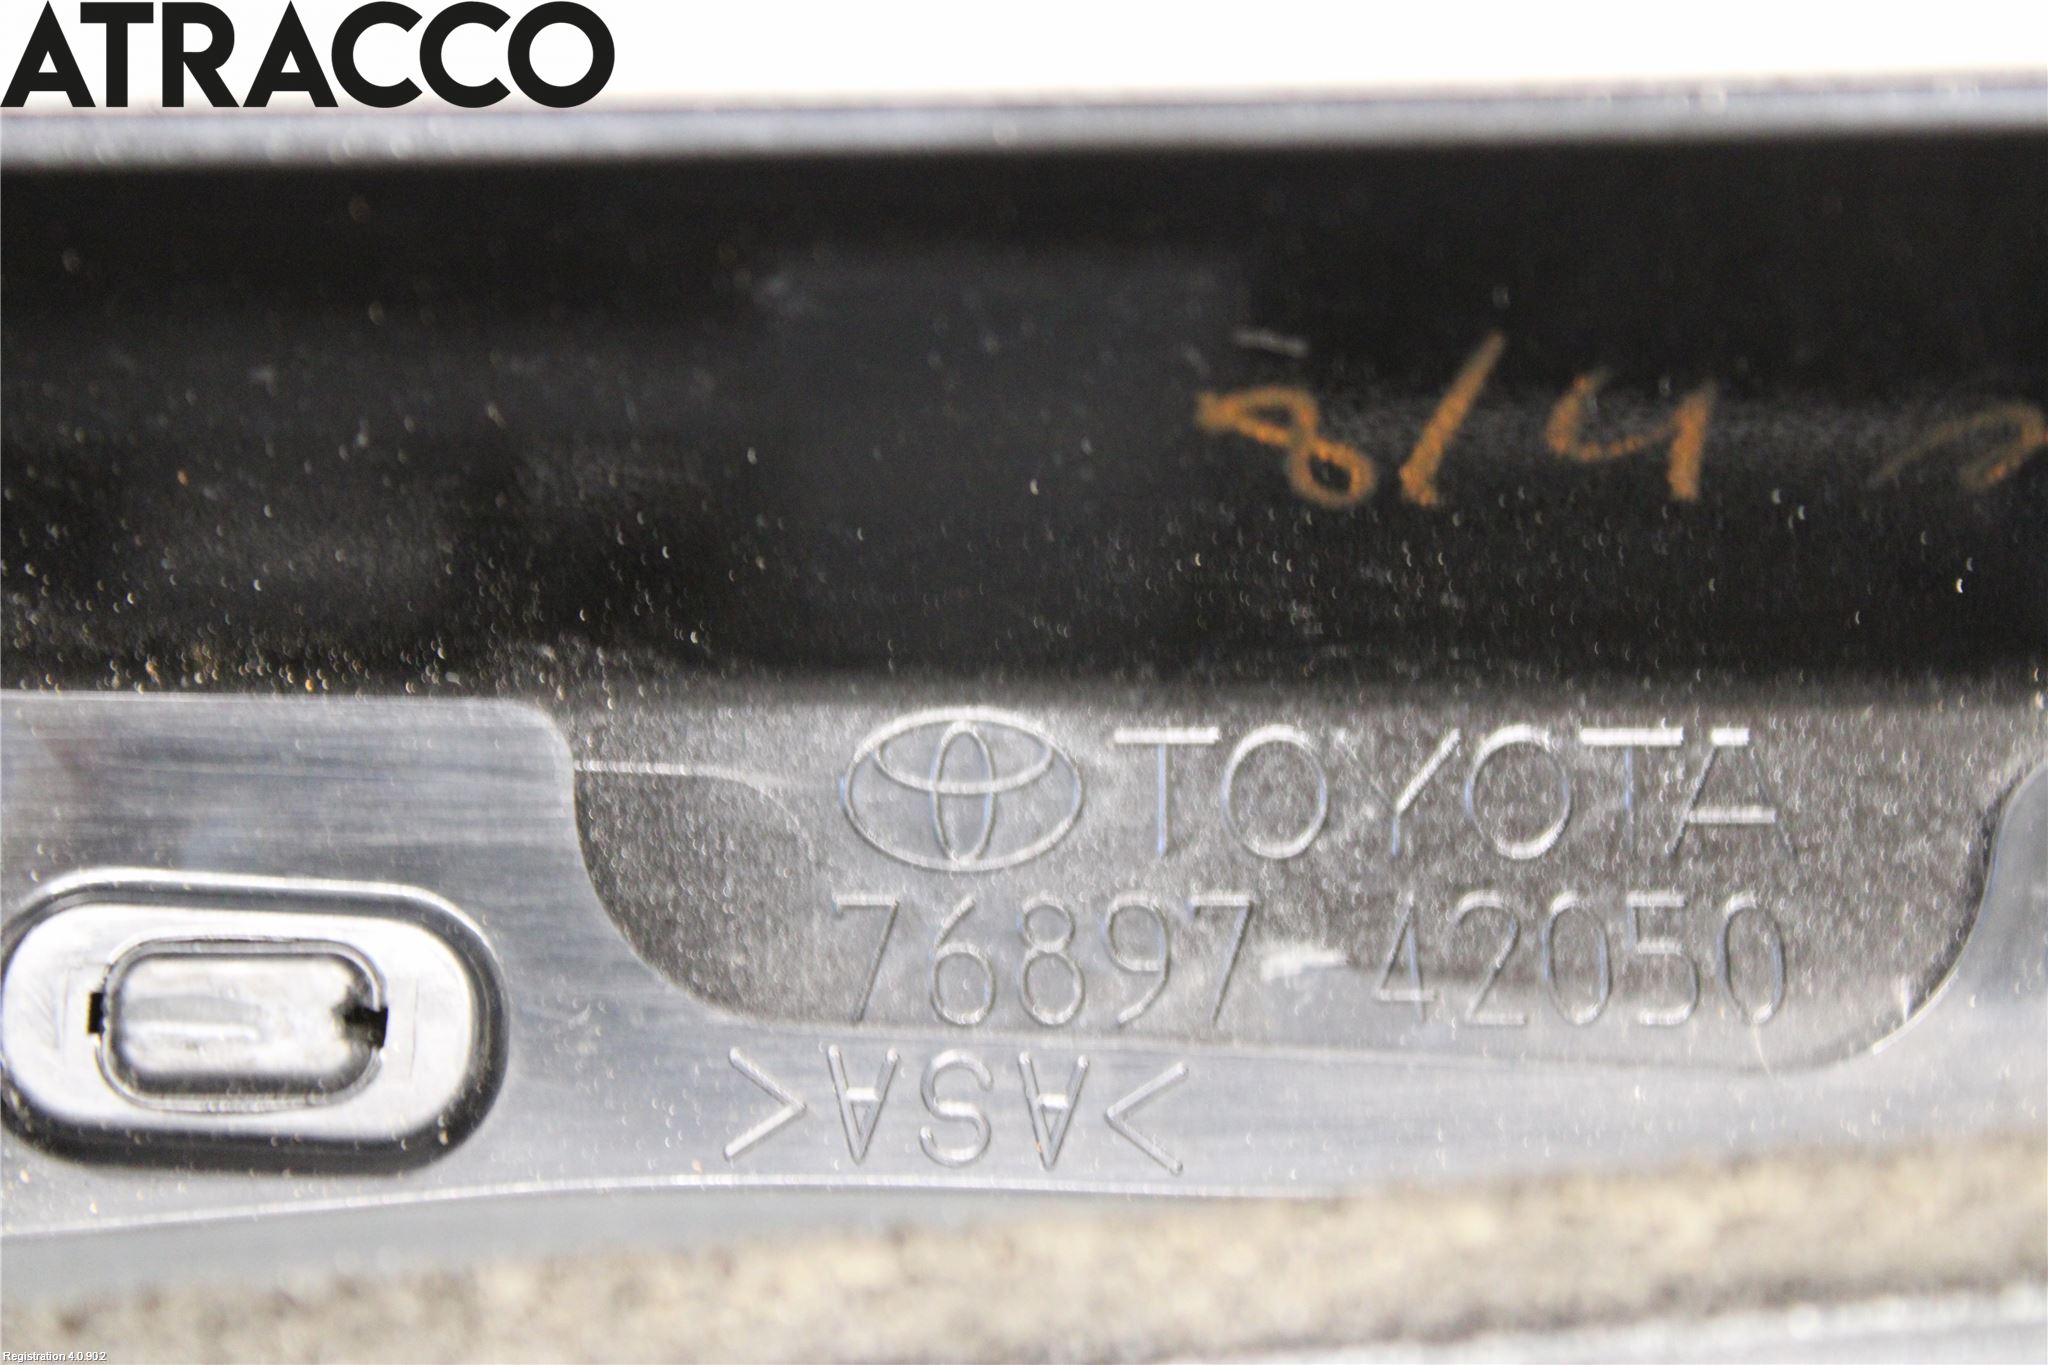 ATRACCO
8/4
TOYOTA
76897-42050
>ASA<
Registration 4.0.902